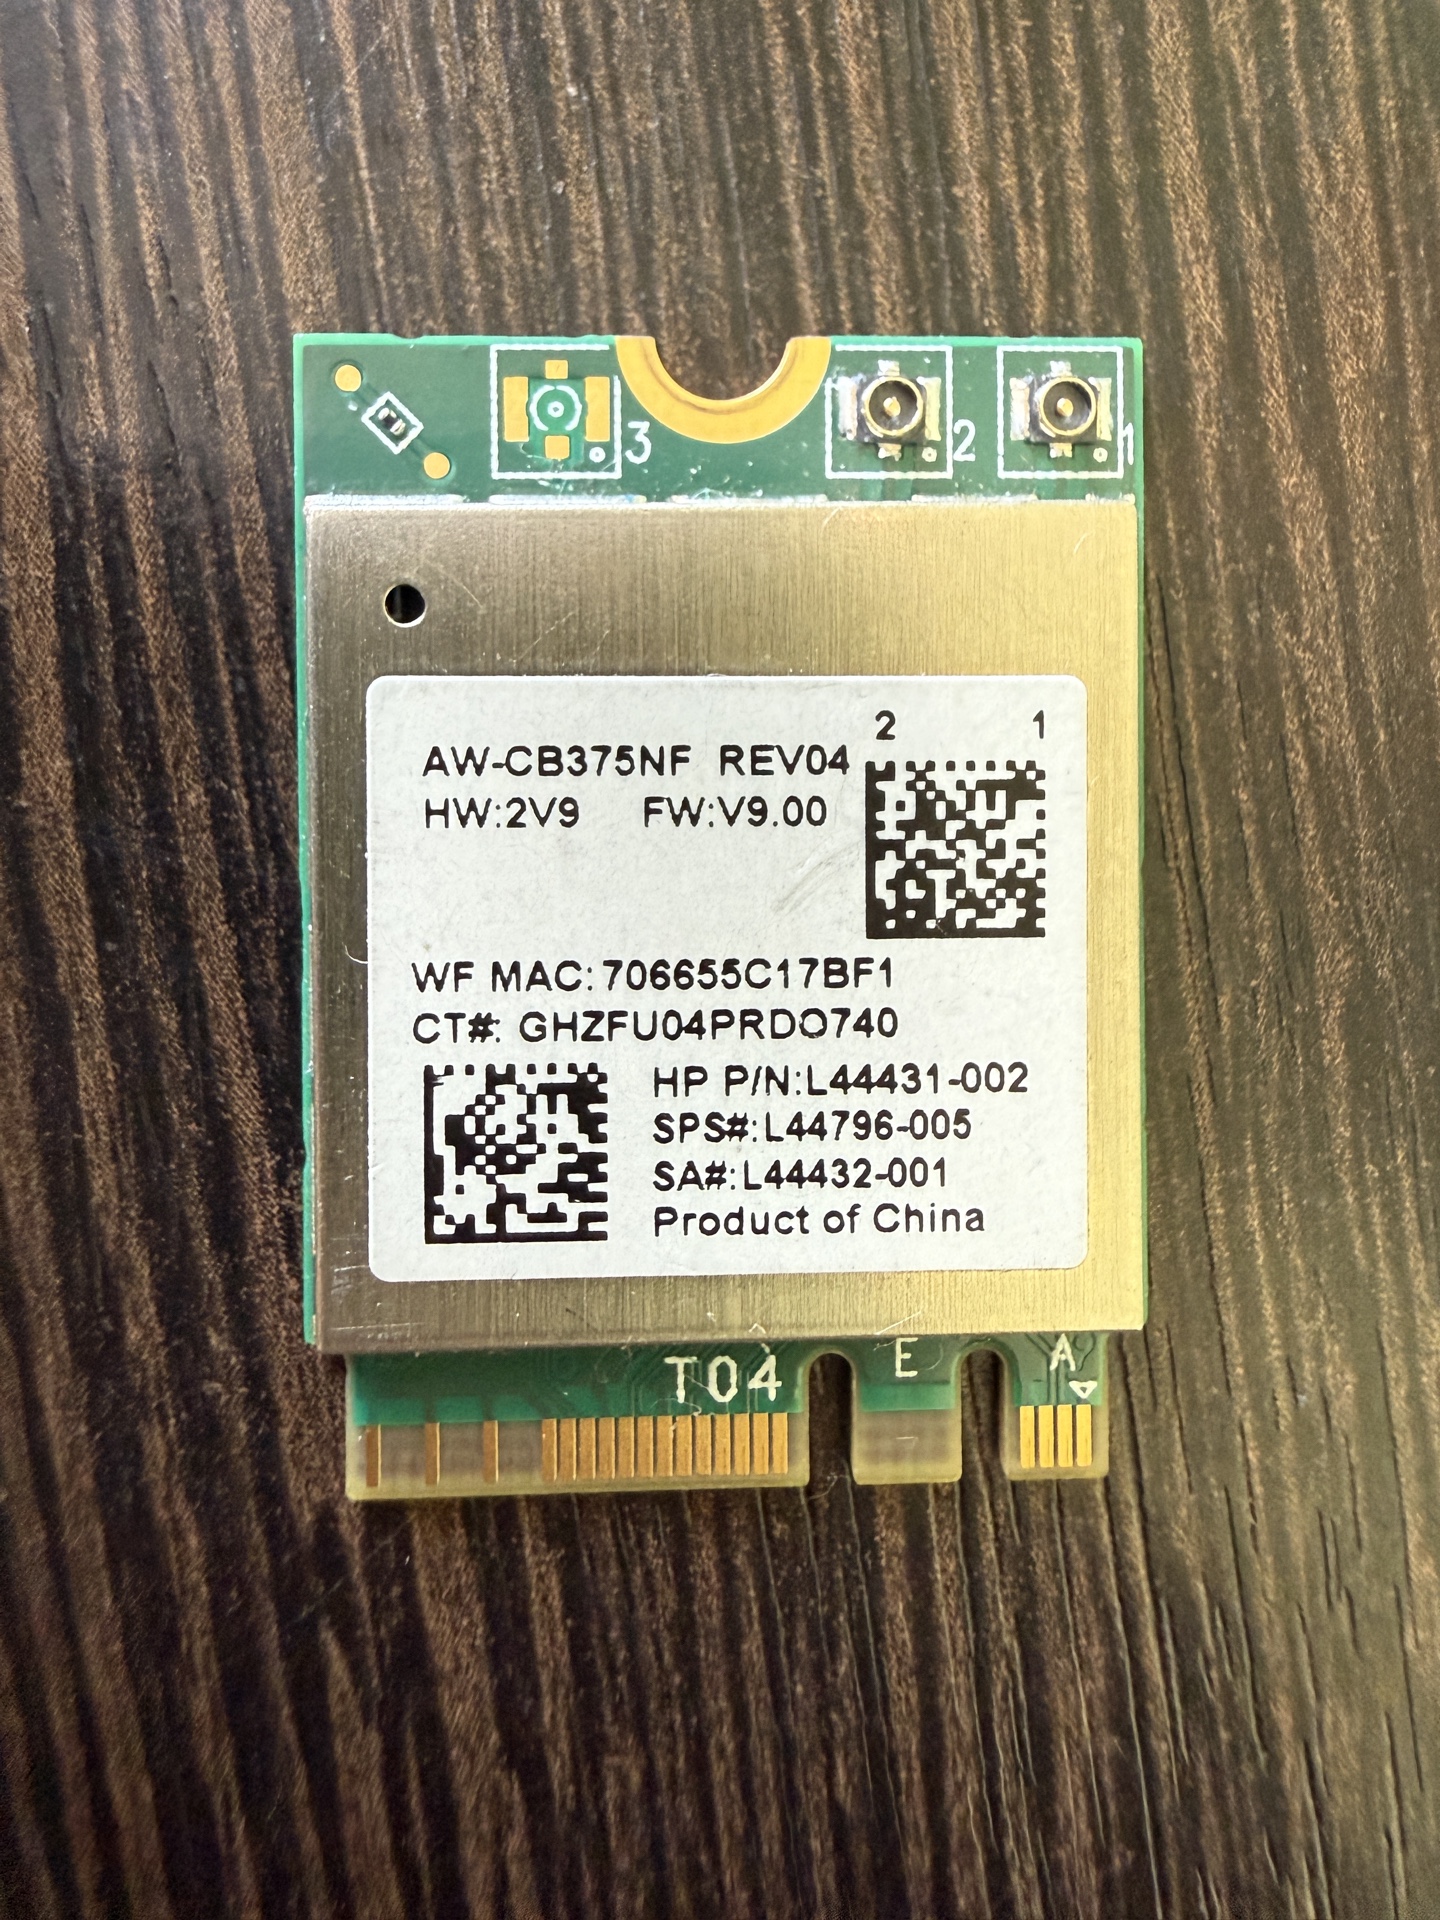 3 2 1
2 1
AW-CB375NF REV04
HW:2V9 FW:V9.00
WF MAC:706655C17BF1
CT#: GHZFU04PRDO740
HP P/N:L44431-002
SPS#:L44796-005
SA#:L44432-001
Product of China
T04 E A